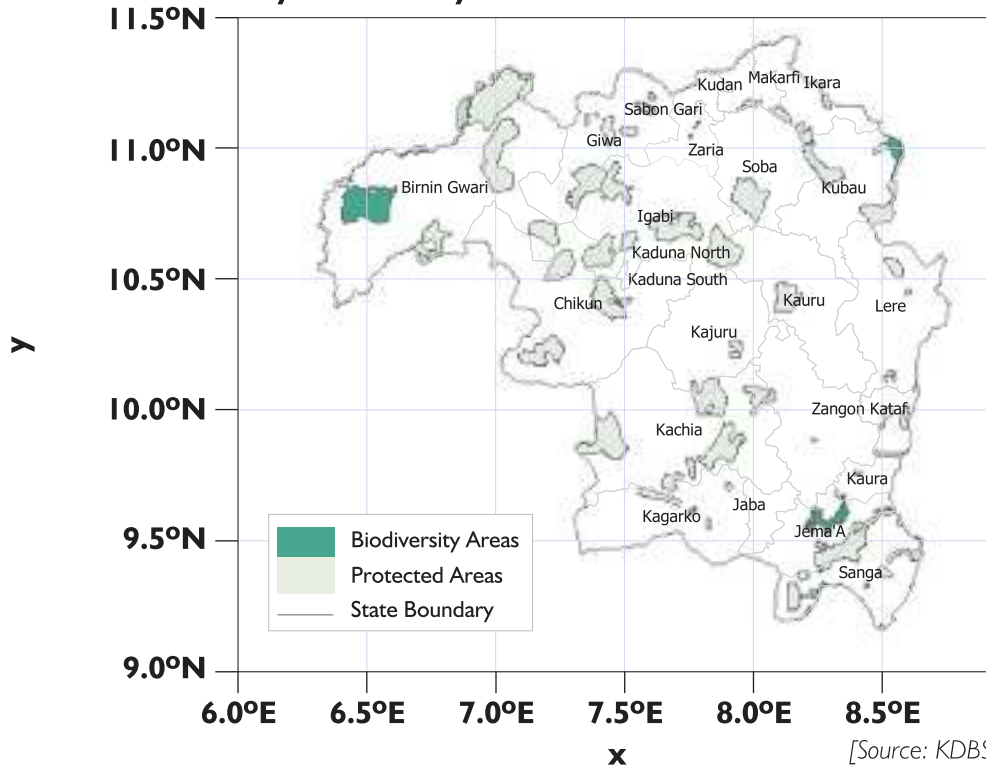 11.5ºN
Kudan
Makarfi
Ikara
Sabon Gari
Giwa
11.0ºN
Zaria
Soba
Birnin Gwari
Kubau
Igabi
Kaduna North
10.5ºN
Kaduna South
Chikun
Kauru
Lere
Kajuru
y
10.0ºN
Zangon Kataf
Kachia
Kaura
Jaba
Kagarko
Jema'A
9.5ºN
Sanga
Biodiversity Areas
Protected Areas
State Boundary
9.0ºN
6.0ºE 6.5ºE 7.0ºE 7.5ºE 8.0ºE 8.5ºE
x
[Source: KDBS